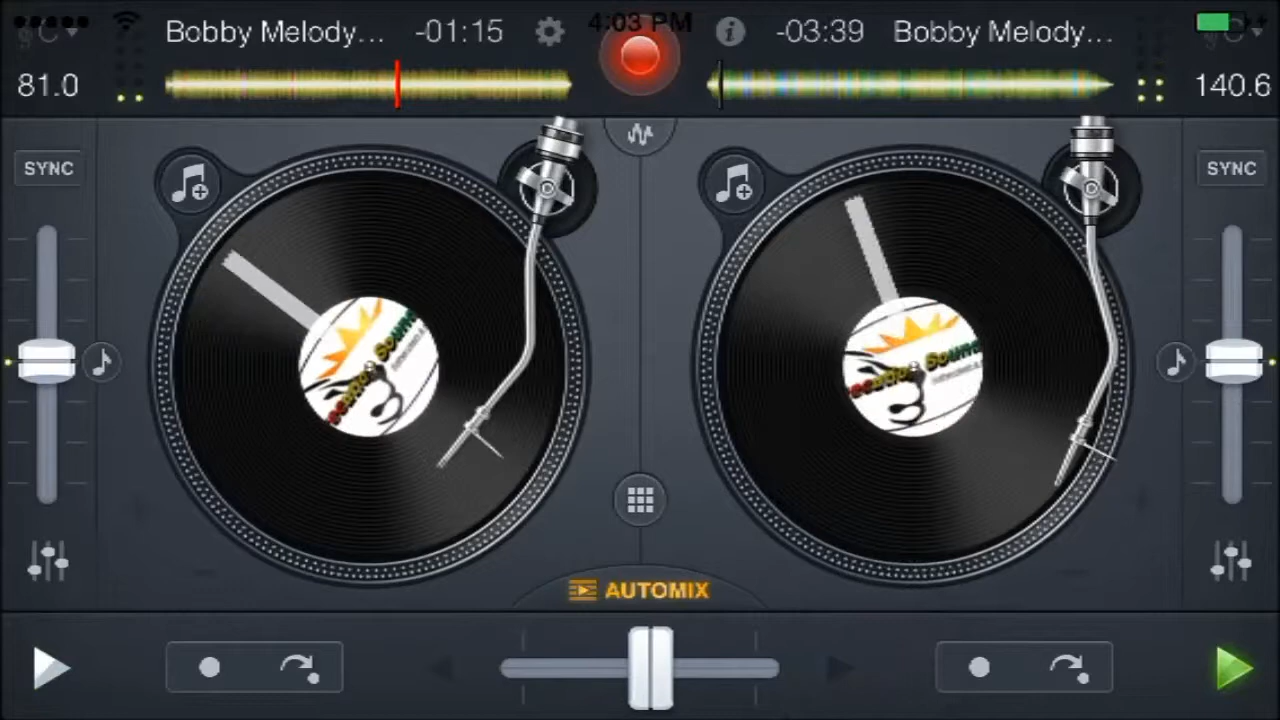 4:03 PM
Bobby Melody... -01:15
-03:39 Bobby Melody...
81.0
140.6
SYNC
SYNC
AUTOMIX